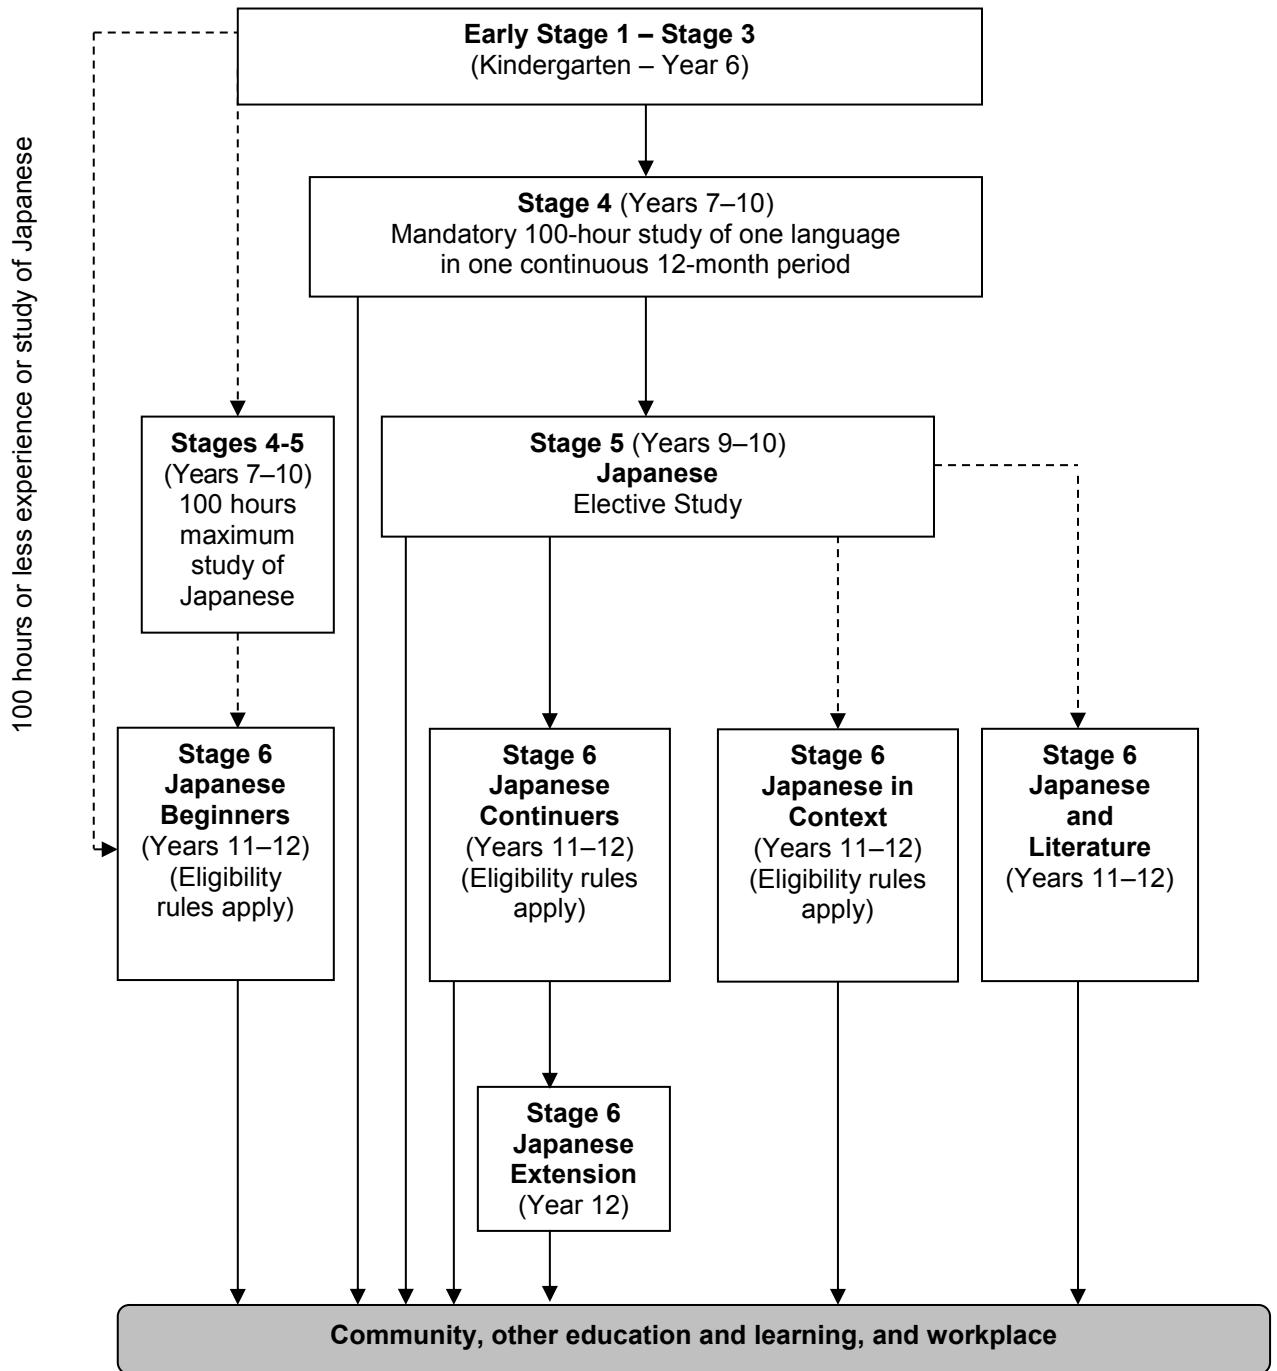 Early Stage 1 – Stage 3
(Kindergarten – Year 6)
100 hours or less experience or study of Japanese
Stage 4 (Years 7–10)
Mandatory 100-hour study of one language
in one continuous 12-month period
Stages 4-5
(Years 7–10)
100 hours
maximum
study of
Japanese
Stage 5 (Years 9–10)
Japanese
Elective Study
Stage 6
Japanese
Beginners
(Years 11–12)
(Eligibility
rules apply)
Stage 6
Japanese
Continuers
(Years 11–12)
(Eligibility rules
apply)
Stage 6
Japanese in
Context
(Years 11–12)
(Eligibility rules
apply)
Stage 6
Japanese
and
Literature
(Years 11–12)
Stage 6
Japanese
Extension
(Year 12)
Community, other education and learning, and workplace